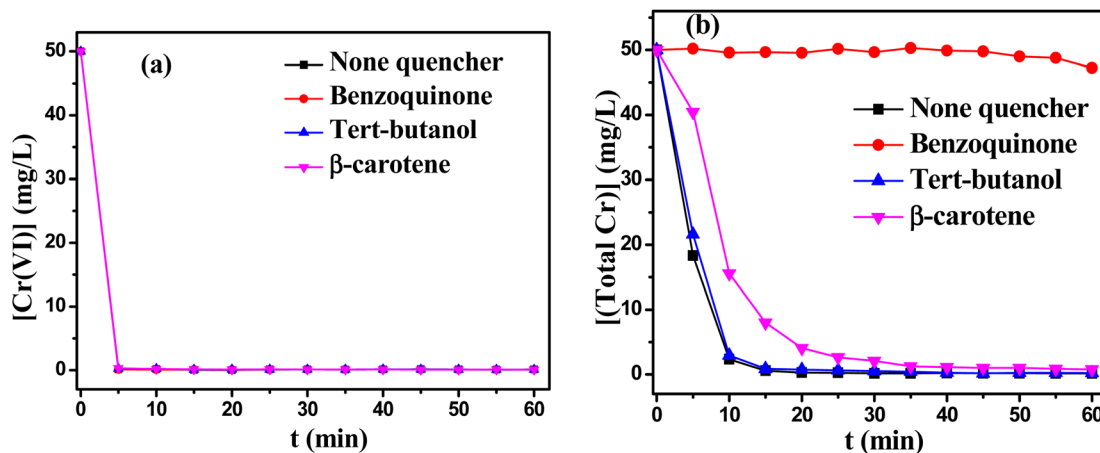 (a)
None quencher
Benzoquinone
Tert-butanol
β-carotene
[Cr(VI)] (mg/L)
50
40
30
20
10
0
0 10 20 30 40 50 60
t (min)
(b)
None quencher
Benzoquinone
Tert-butanol
β-carotene
[(Total Cr)] (mg/L)
50
40
30
20
10
0
0 10 20 30 40 50 60
t (min)